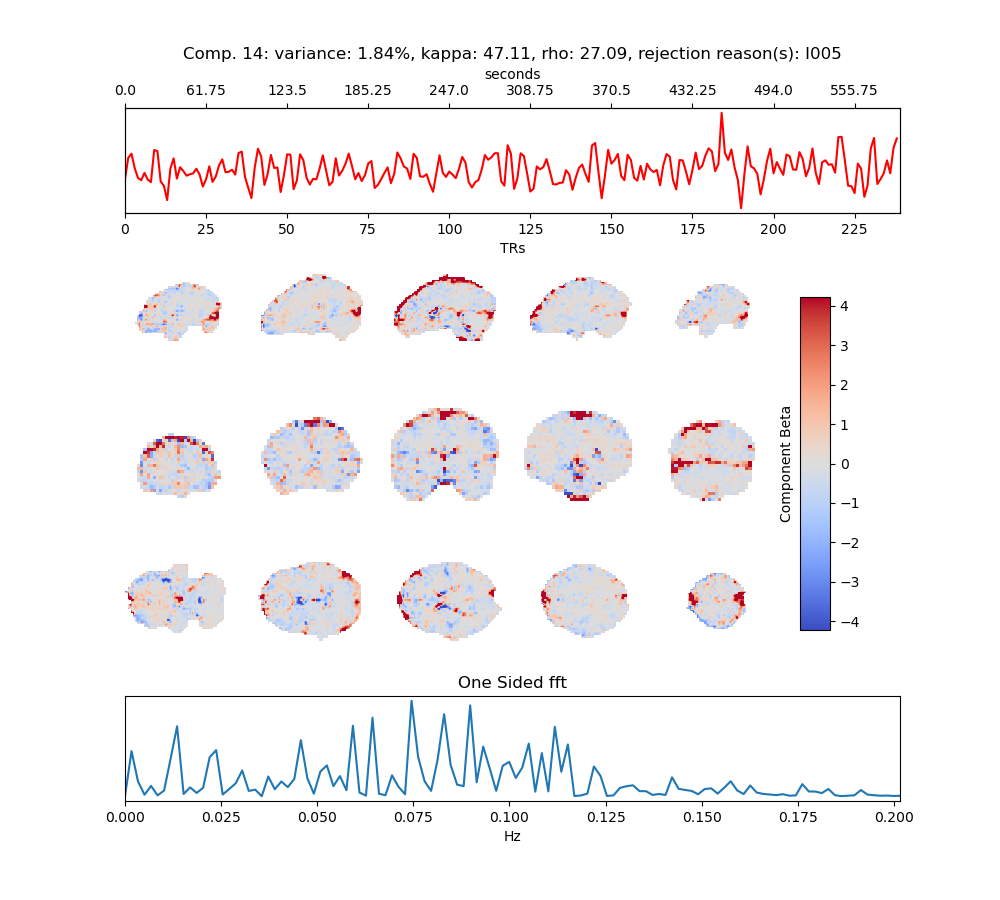 Comp. 14: variance: 1.84%, kappa: 47.11, rho: 27.09, rejection reason(s): I005
seconds
0.0 61.75 123.5 185.25 247.0 308.75 370.5 432.25 494.0 555.75
0 25 50 75 100 125 150 175 200 225
TRs
4
3
2
1
0
−1
−2
−3
−4
Component Beta
One Sided fft
0.000 0.025 0.050 0.075 0.100 0.125 0.150 0.175 0.200
Hz